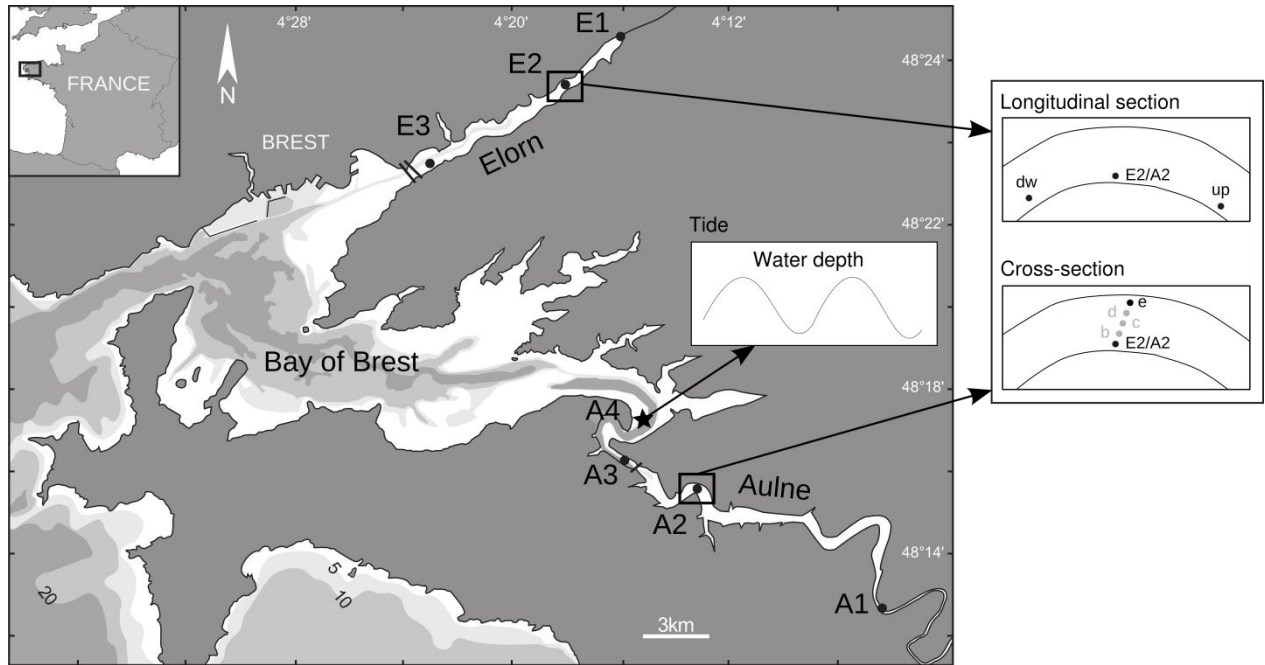 4°28'
4°20'
4°12'
E1
48°24'
FRANCE
N
E2
BREST
E3
Elorn
48°22'
Tide
Water depth
Bay of Brest
48°18'
A4
A3
Aulne
A2
48°14'
A1
5
10
20
3km
Longitudinal section
E2/A2
dw
up
Cross-section
e
d
c
b
E2/A2